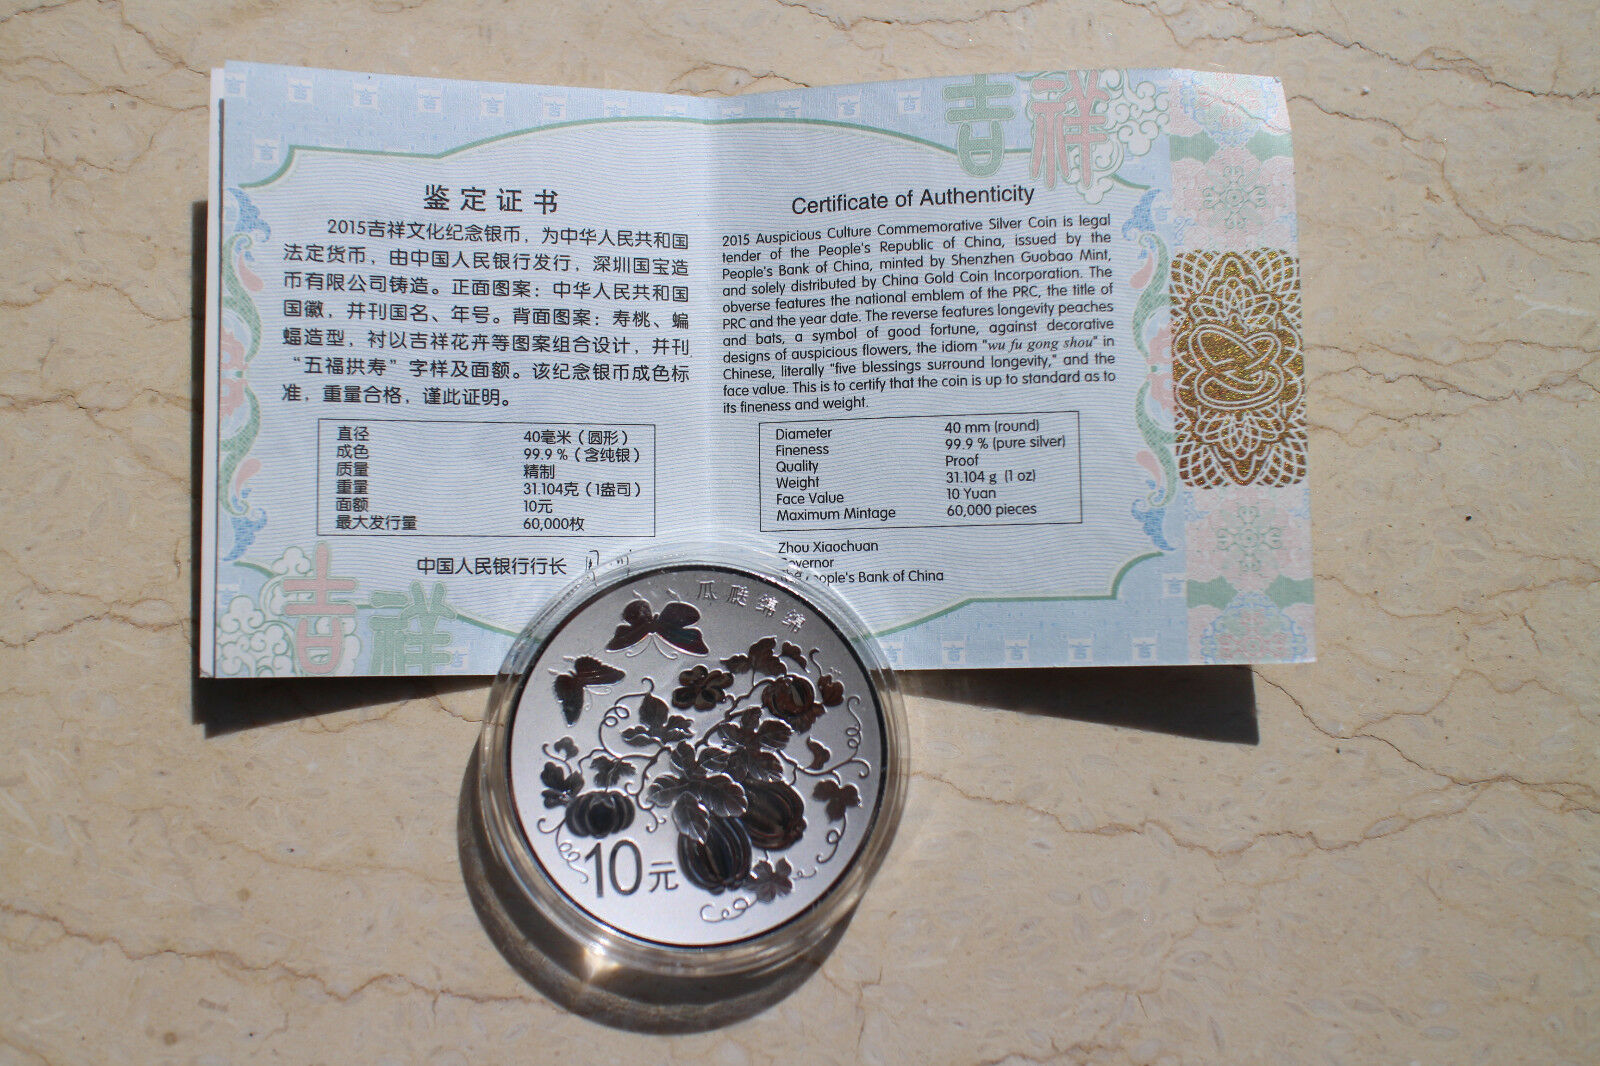 吉祥
鉴定证书
2015吉祥文化纪念银币，为中华人民共和国
法定货币，由中国人民银行发行，深圳国宝造
币有限公司铸造。正面图案：中华人民共和国
国徽，并刊国名、年号。背面图案：寿桃、蝙
蝠造型，衬以吉祥花卉等图案组合设计，并刊
“五福拱寿”字样及面额。该纪念银币成色标
准，重量合格，谨此证明。
直径 40毫米（圆形）
成色 99.9％（含纯银）
质量 精制
重量 31.104克（1盎司）
面额 10元
最大发行量 60,000枚
中国人民银行行长
吉祥
Certificate of Authenticity
2015 Auspicious Culture Commemorative Silver Coin is legal
tender of the People's Republic of China, issued by the
People's Bank of China, minted by Shenzhen Guobao Mint,
and solely distributed by China Gold Coin Incorporation. The
obverse features the national emblem of the PRC, the title of
PRC and the year date. The reverse features longevity peaches
and bats, a symbol of good fortune, against decorative
designs of auspicious flowers, the idiom "wu fu gong shou" in
Chinese, literally "five blessings surround longevity," and the
face value. This is to certify that the coin is up to standard as to
its fineness and weight.
Diameter 40 mm (round)
Fineness 99.9 % (pure silver)
Quality Proof
Weight 31.104 g (1 oz)
Face Value 10 Yuan
Maximum Mintage 60,000 pieces
Zhou Xiaochuan
Governor
The People's Bank of China
瓜瓞绵绵
10元